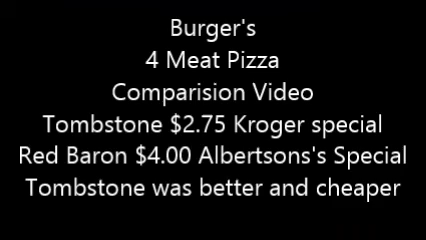 Burger's
4 Meat Pizza
Comparision Video
Tombstone $2.75 Kroger special
Red Baron $4.00 Albertsons's Special
Tombstone was better and cheaper